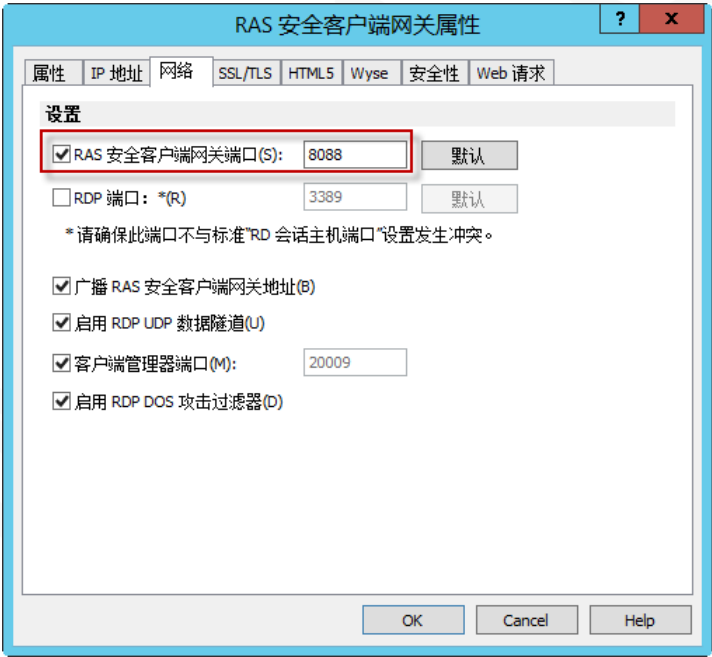 RAS 安全客户端网关属性
?
x
属性 IP 地址 网络 SSL/TLS HTML5 Wyse 安全性 Web 请求
设置
RAS 安全客户端网关端口(S): 8088 默认
RDP 端口：*(R) 3389 默认
*请确保此端口不与标准"RD 会话主机端口"设置发生冲突。
广播 RAS 安全客户端网关地址(B)
启用 RDP UDP 数据隧道(U)
客户端管理器端口(M): 20009
启用 RDP DOS 攻击过滤器(D)
OK Cancel Help